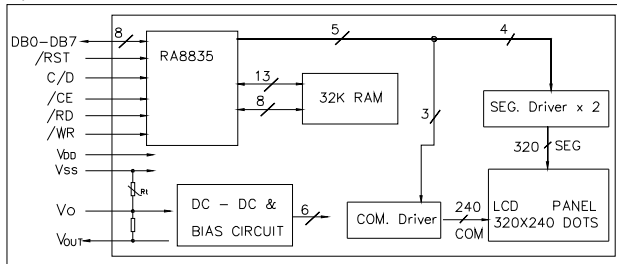 DB0-DB7
8
/RST
C/D
/CE
/RD
/WR
VDD
VSS
Rt
VO
VOUT
RA8835
5
4
13
8
32K RAM
3
SEG. Driver x 2
320 SEG
DC - DC &
BIAS CIRCUIT
6
COM. Driver
240
COM
LCD PANEL
320X240 DOTS